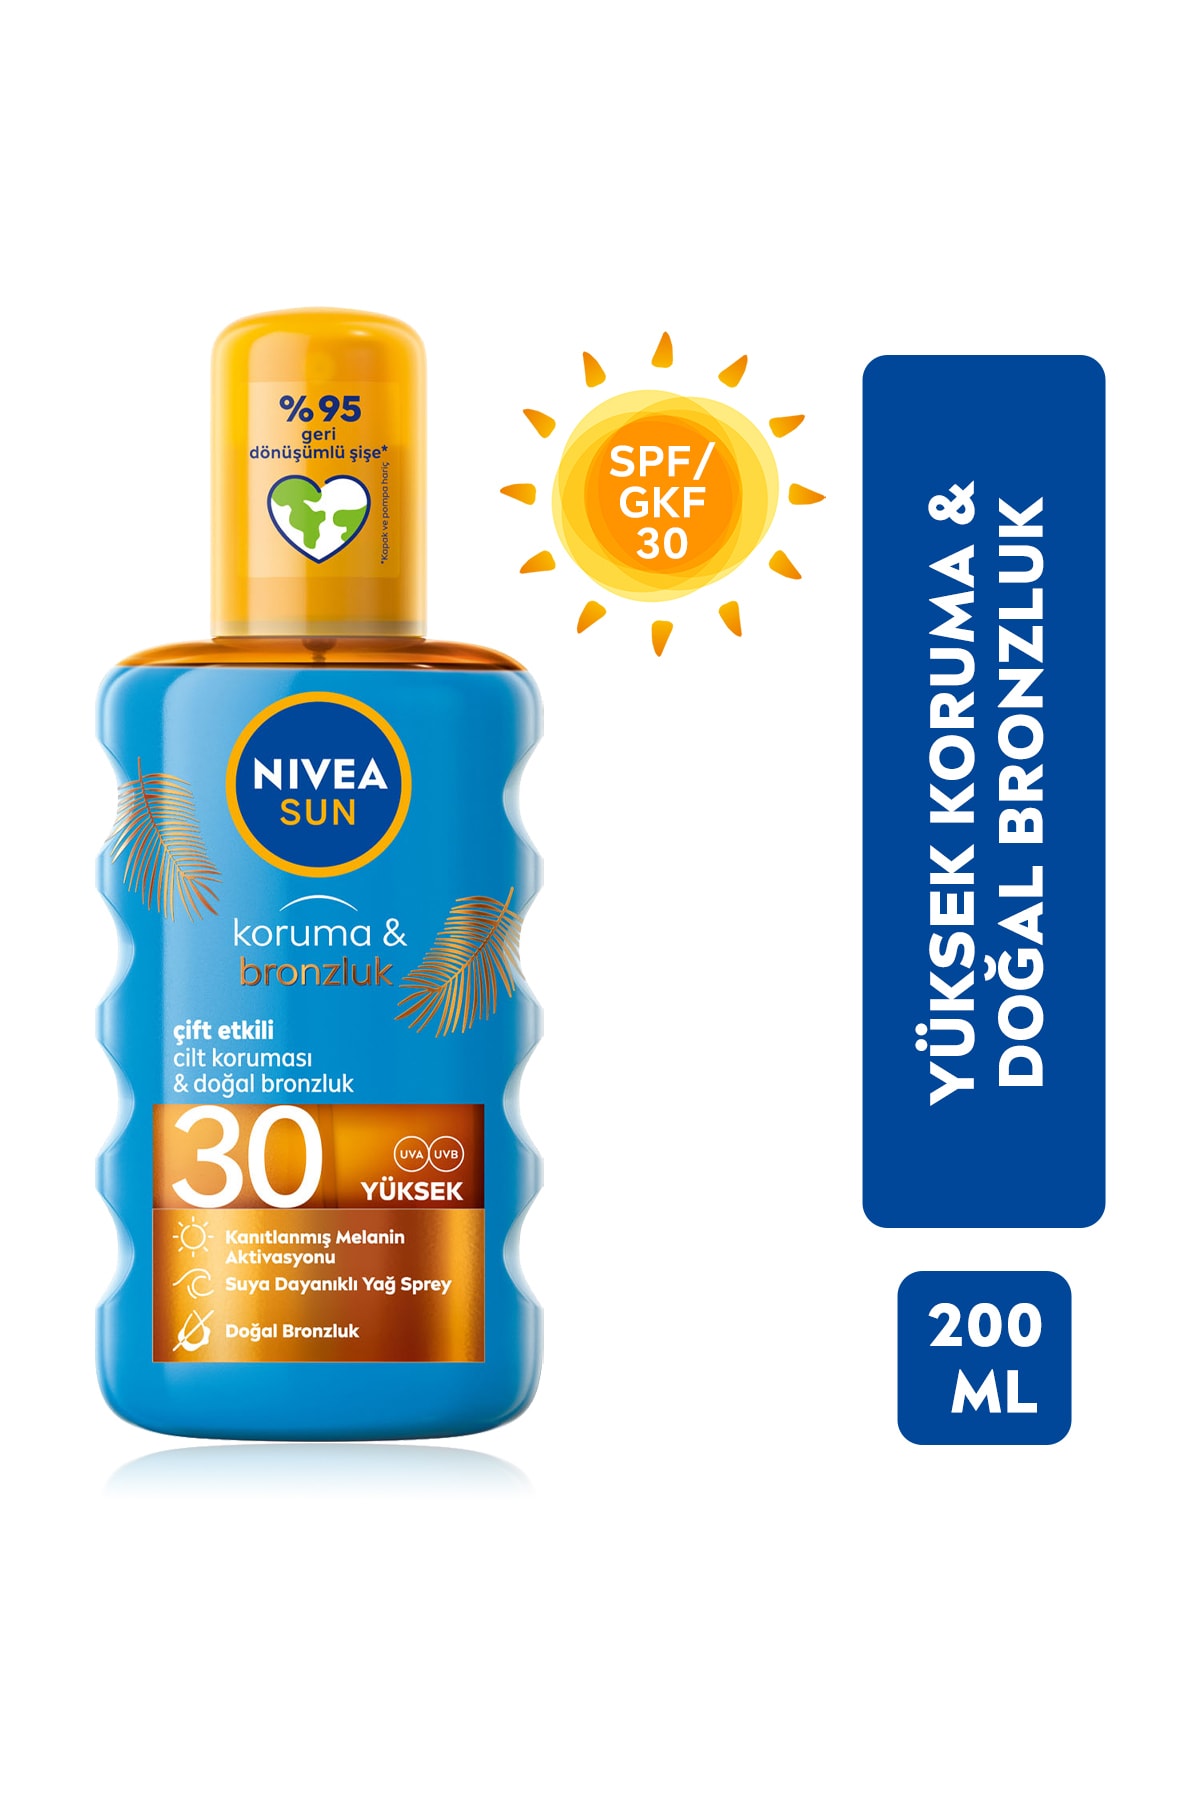 % 95
geri
dönüşümlü şişe*
*Kapak ve pompa hariç
NIVEA
SUN
koruma &
bronzluk
çift etkili
cilt koruması
& doğal bronzluk
30
UVA UVB
YÜKSEK
Kanıtlanmış Melanin
Aktivasyonu
Suya Dayanıklı Yağ Sprey
Doğal Bronzluk
SPF/
GKF
30
YÜKSEK KORUMA &
DOĞAL BRONZLUK
200
ML